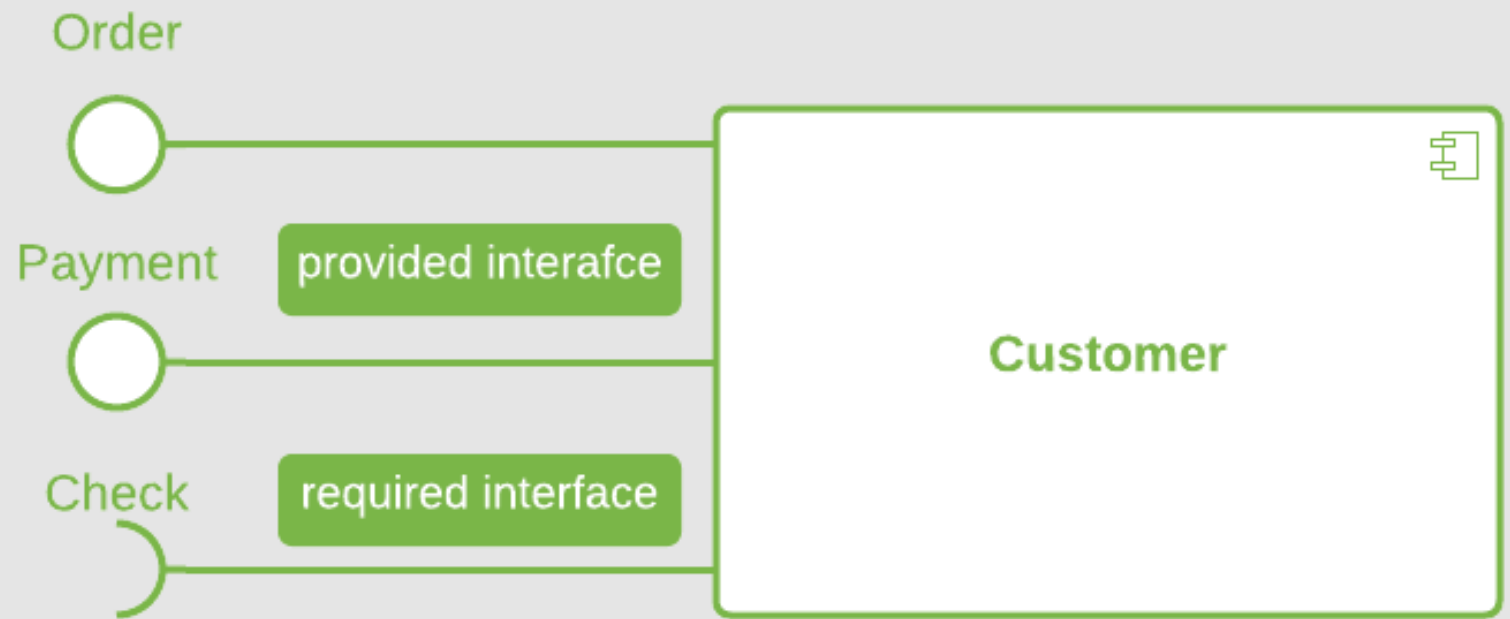 Order
Payment
provided interafce
Customer
Check
required interface